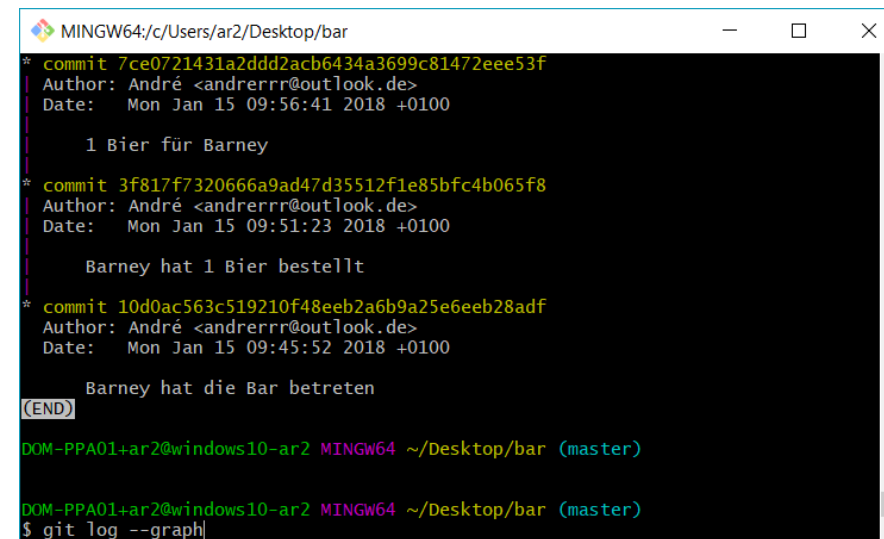 MINGW64:/c/Users/ar2/Desktop/bar
* commit 7ce0721431a2ddd2acb6434a3699c81472eee53f
| Author: André <andrerrr@outlook.de>
| Date:   Mon Jan 15 09:56:41 2018 +0100
|
|     1 Bier für Barney
|
* commit 3f817f7320666a9ad47d35512f1e85bfc4b065f8
| Author: André <andrerrr@outlook.de>
| Date:   Mon Jan 15 09:51:23 2018 +0100
|
|     Barney hat 1 Bier bestellt
|
* commit 10d0ac563c519210f48eeb2a6b9a25e6eeb28adf
  Author: André <andrerrr@outlook.de>
  Date:   Mon Jan 15 09:45:52 2018 +0100

      Barney hat die Bar betreten
(END)
DOM-PPA01+ar2@windows10-ar2 MINGW64 ~/Desktop/bar (master)

DOM-PPA01+ar2@windows10-ar2 MINGW64 ~/Desktop/bar (master)
$ git log --graph